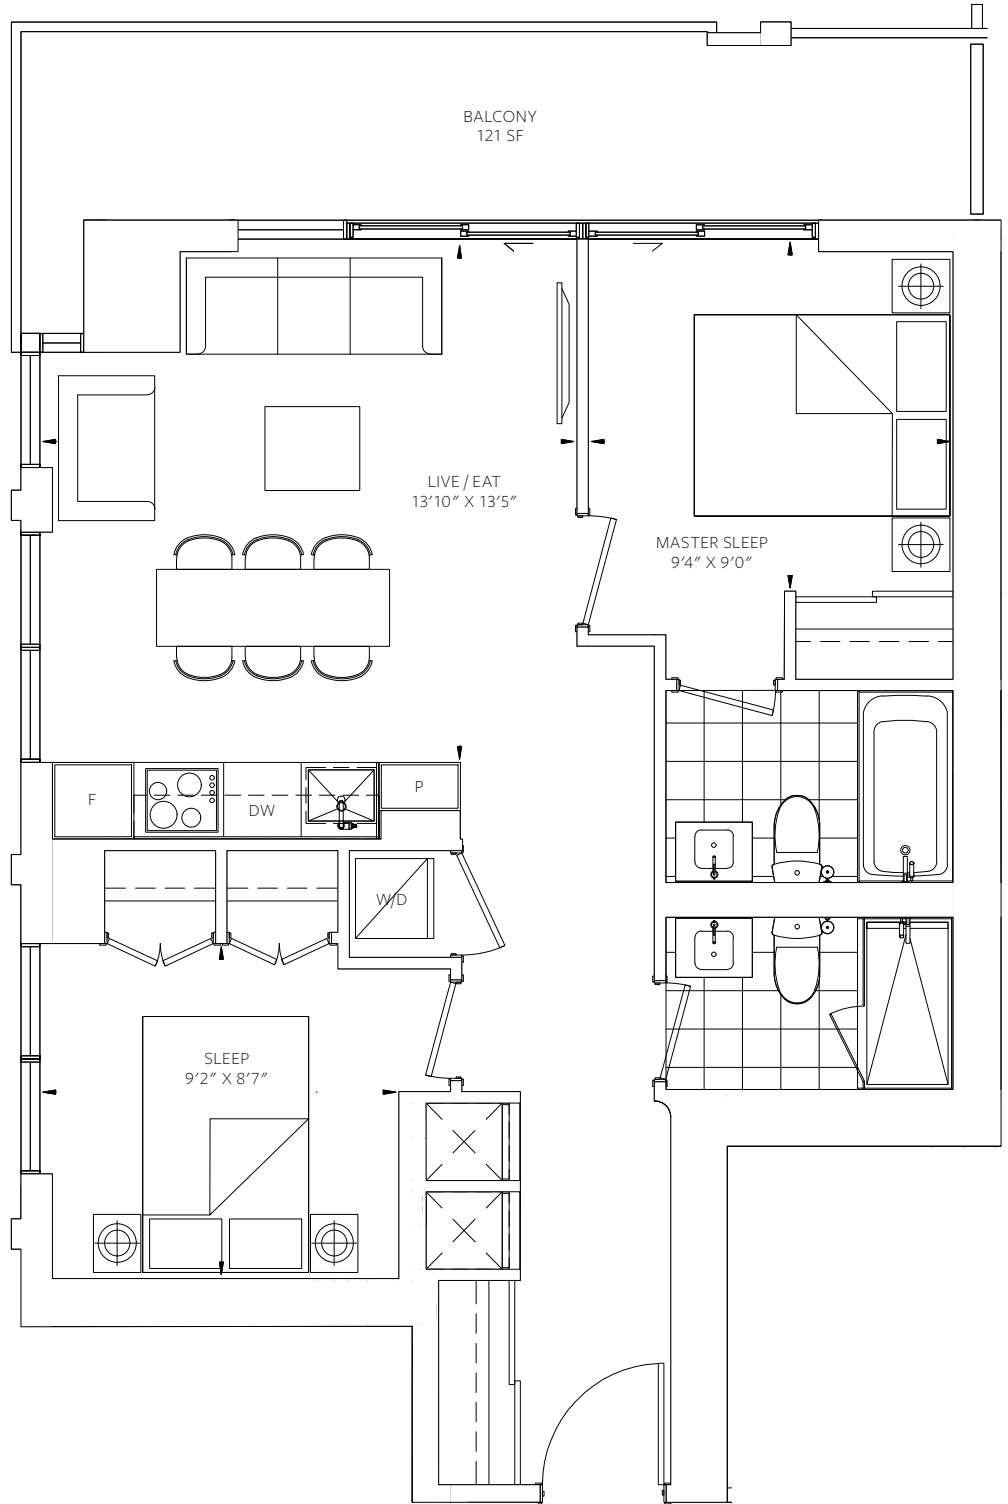 BALCONY
121 SF
LIVE / EAT
13'10" X 13'5"
MASTER SLEEP
9'4" X 9'0"
F
DW
P
W/D
SLEEP
9'2" X 8'7"